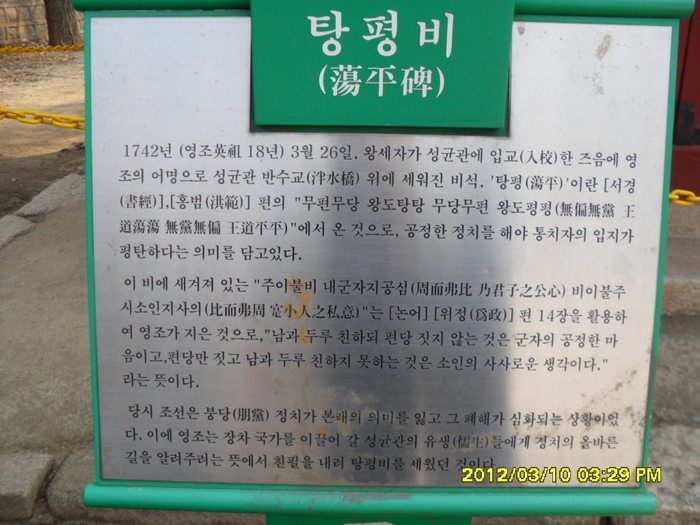 탕평비
(蕩平碑)
1742년 (영조英祖 18년) 3월 26일, 왕세자가 성균관에 입교(入校)한 즈음에 영
조의 어명으로 성균관 반수교(泮水橋) 위에 세워진 비석. '탕평(蕩平)'이란 [서경
(書經)],[홍범(洪範)] 편의 "무편무당 왕도탕탕 무당무편 왕도평평(無偏無黨 王
道蕩蕩 無黨無偏 王道平平)"에서 온 것으로, 공정한 정치를 해야 통치자의 입지가
평탄하다는 의미를 담고있다.
이 비에 새겨져 있는 "주이불비 내군자지공심(周而弗比 乃君子之公心) 비이불주
시소인지사의(比而弗周 寔小人之私意)"는 [논어] [위정(爲政)] 편 14장을 활용하
여 영조가 지은 것으로,"남과 두루 친하되 편당 짓지 않는 것은 군자의 공정한 마
음이고,편당만 짓고 남과 두루 친하지 못하는 것은 소인의 사사로운 생각이다."
라는 뜻이다.
당시 조선은 붕당(朋黨) 정치가 본래의 의미를 잃고 그 폐해가 심화되는 상황이었
다. 이에 영조는 장차 국가를 이끌어 갈 성균관의 유생(儒生)들에게 정치의 올바른
길을 알려주려는 뜻에서 친필을 내려 탕평비를 세웠던 것이다.
2012/03/10 03:29 PM